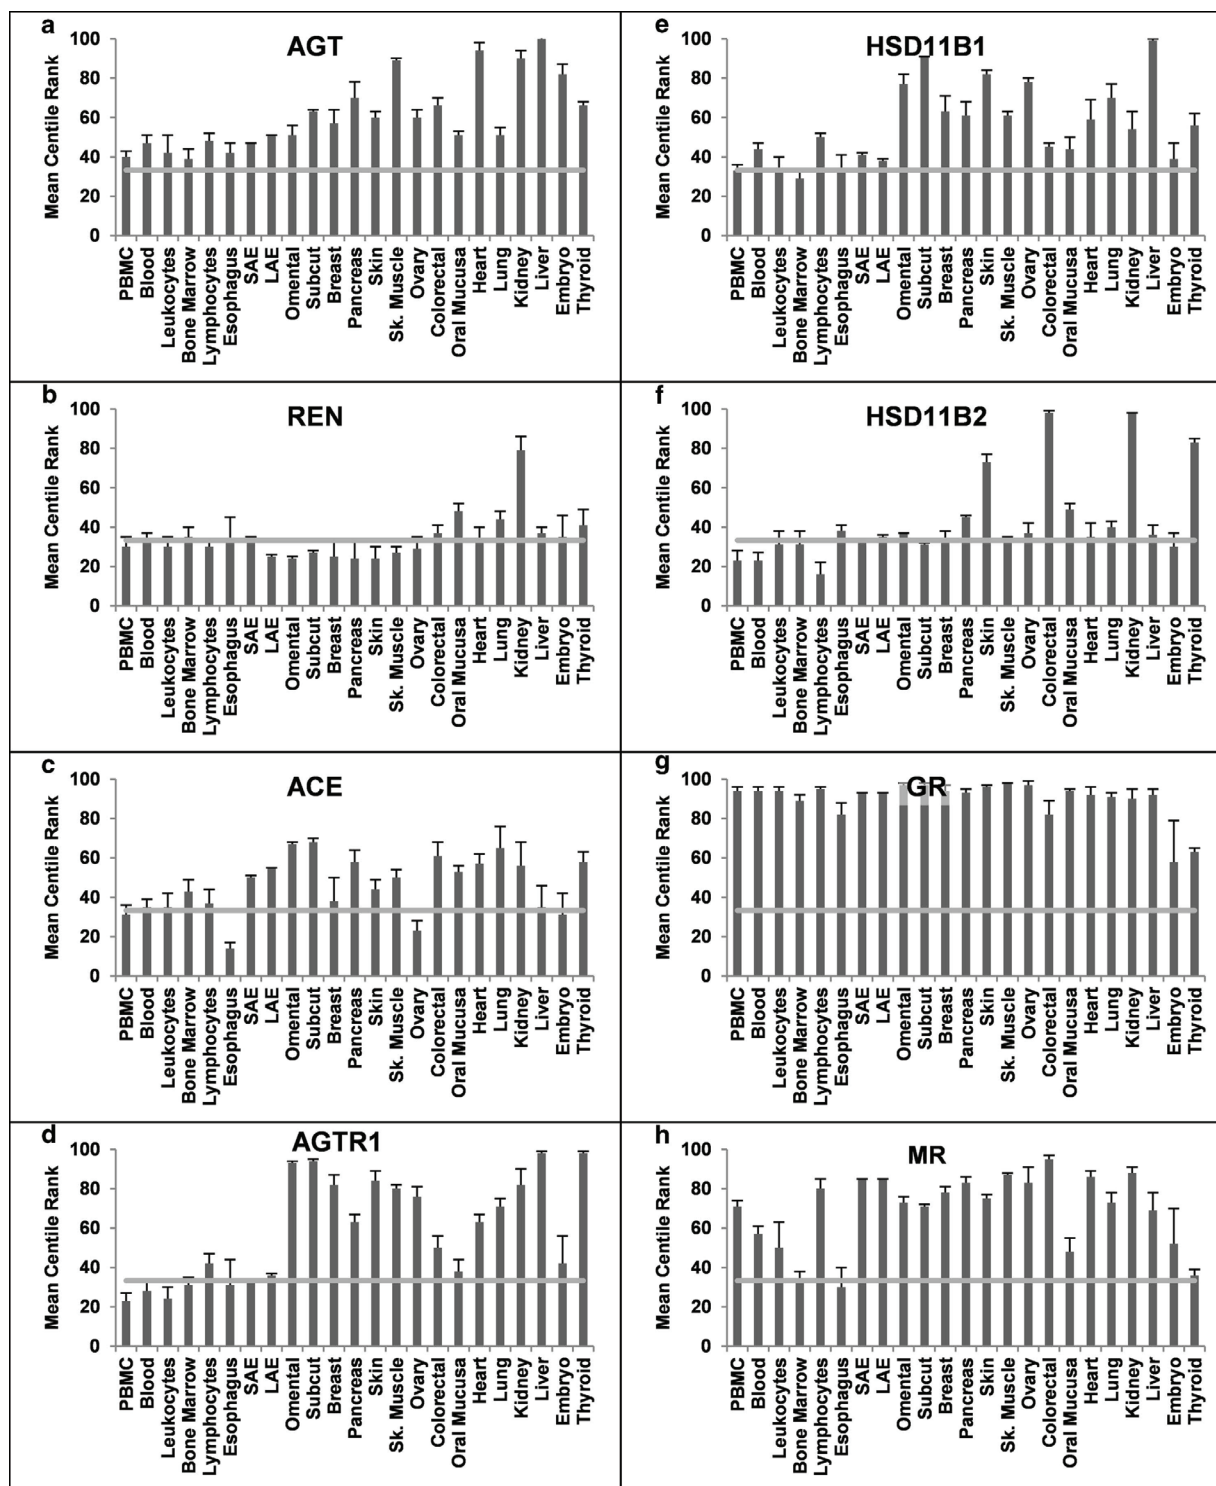 a
AGT
Mean Centile Rank
100
80
60
40
20
0
PBMC
Blood
Leukocytes
Bone Marrow
Lymphocytes
Esophagus
SAE
LAE
Omental
Subcut
Breast
Pancreas
Skin
Sk. Muscle
Ovary
Colorectal
Oral Mucusa
Heart
Lung
Kidney
Liver
Embryo
Thyroid
b
REN
Mean Centile Rank
100
80
60
40
20
0
PBMC
Blood
Leukocytes
Bone Marrow
Lymphocytes
Esophagus
SAE
LAE
Omental
Subcut
Breast
Pancreas
Skin
Sk. Muscle
Ovary
Colorectal
Oral Mucusa
Heart
Lung
Kidney
Liver
Embryo
Thyroid
c
ACE
Mean Centile Rank
100
80
60
40
20
0
PBMC
Blood
Leukocytes
Bone Marrow
Lymphocytes
Esophagus
SAE
LAE
Omental
Subcut
Breast
Pancreas
Skin
Sk. Muscle
Ovary
Colorectal
Oral Mucusa
Heart
Lung
Kidney
Liver
Embryo
Thyroid
d
AGTR1
Mean Centile Rank
100
80
60
40
20
0
PBMC
Blood
Leukocytes
Bone Marrow
Lymphocytes
Esophagus
SAE
LAE
Omental
Subcut
Breast
Pancreas
Skin
Sk. Muscle
Ovary
Colorectal
Oral Mucusa
Heart
Lung
Kidney
Liver
Embryo
Thyroid
e
HSD11B1
Mean Centile Rank
100
80
60
40
20
0
PBMC
Blood
Leukocytes
Bone Marrow
Lymphocytes
Esophagus
SAE
LAE
Omental
Subcut
Breast
Pancreas
Skin
Sk. Muscle
Ovary
Colorectal
Oral Mucusa
Heart
Lung
Kidney
Liver
Embryo
Thyroid
f
HSD11B2
Mean Centile Rank
100
80
60
40
20
0
PBMC
Blood
Leukocytes
Bone Marrow
Lymphocytes
Esophagus
SAE
LAE
Omental
Subcut
Breast
Pancreas
Skin
Sk. Muscle
Ovary
Colorectal
Oral Mucusa
Heart
Lung
Kidney
Liver
Embryo
Thyroid
g
GR
Mean Centile Rank
100
80
60
40
20
0
PBMC
Blood
Leukocytes
Bone Marrow
Lymphocytes
Esophagus
SAE
LAE
Omental
Subcut
Breast
Pancreas
Skin
Sk. Muscle
Ovary
Colorectal
Oral Mucusa
Heart
Lung
Kidney
Liver
Embryo
Thyroid
h
MR
Mean Centile Rank
100
80
60
40
20
0
PBMC
Blood
Leukocytes
Bone Marrow
Lymphocytes
Esophagus
SAE
LAE
Omental
Subcut
Breast
Pancreas
Skin
Sk. Muscle
Ovary
Colorectal
Oral Mucusa
Heart
Lung
Kidney
Liver
Embryo
Thyroid